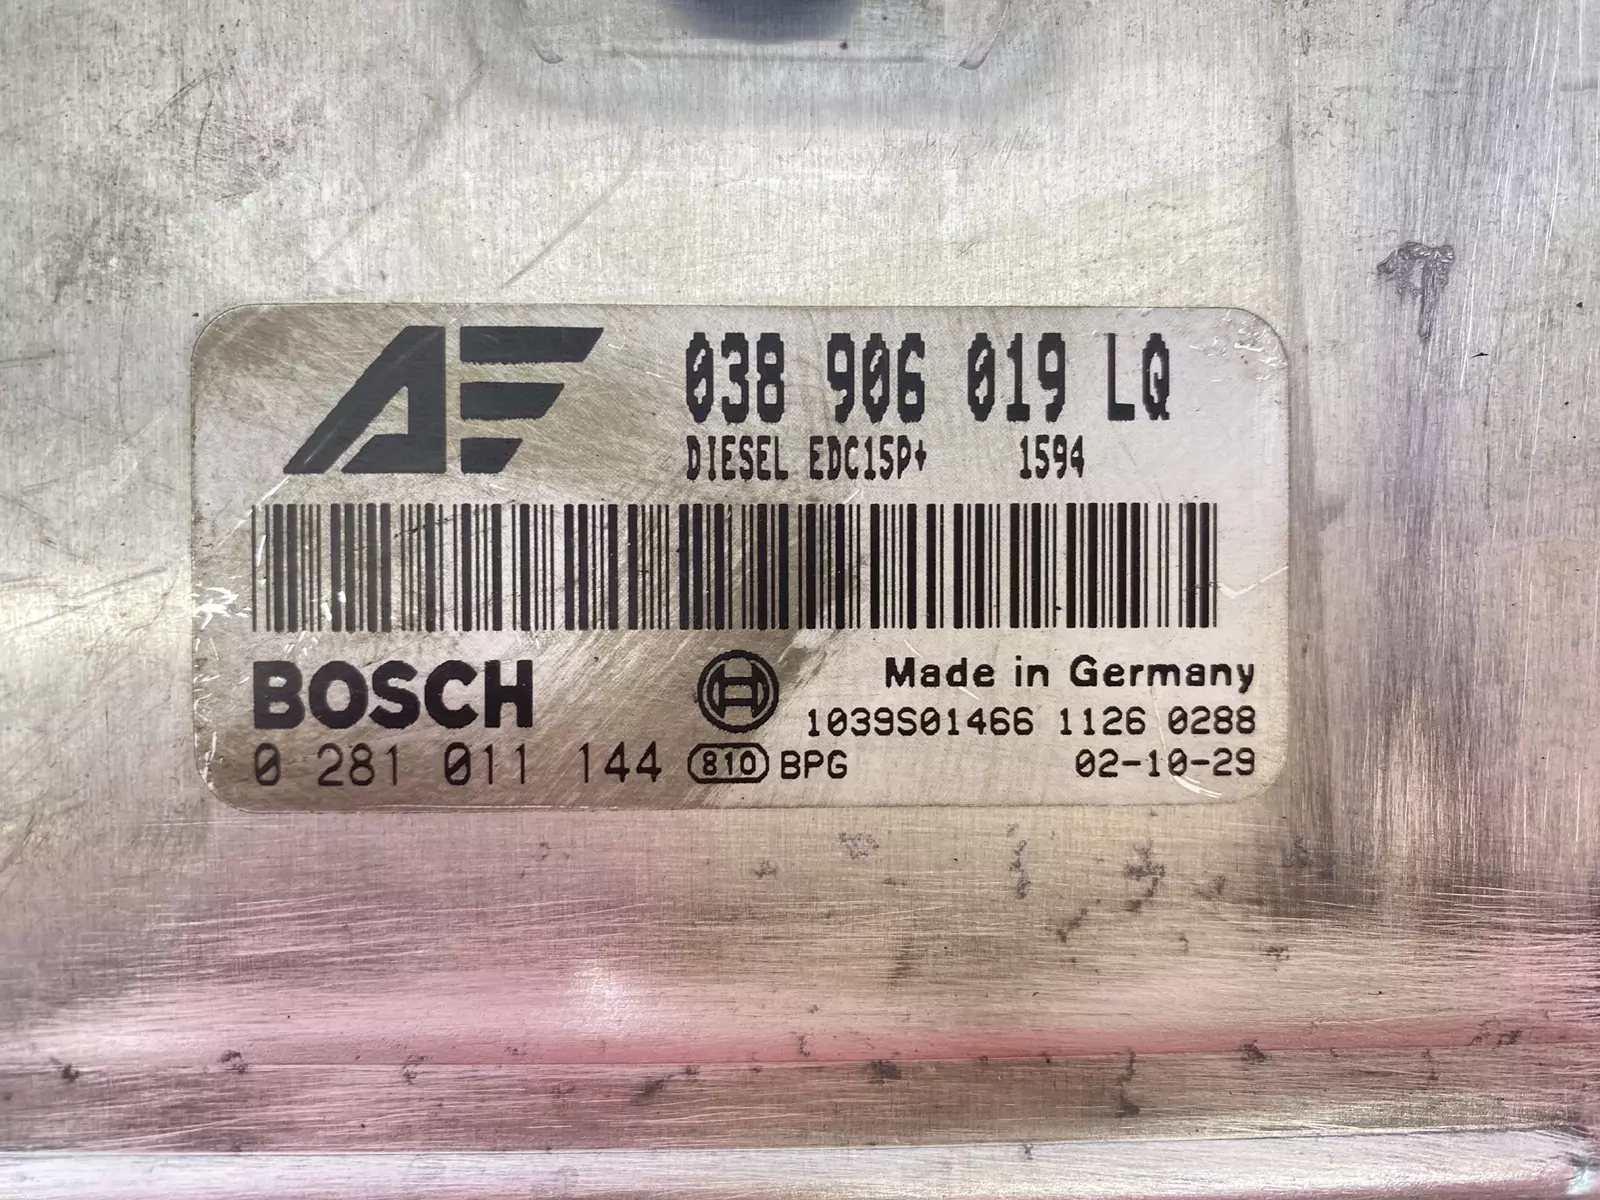 AF 038 906 019 LQ
DIESEL EDC15P+ 1594
BOSCH
Made in Germany
1039S01466 1126 0288
0 281 011 144 810 BPG 02-10-29